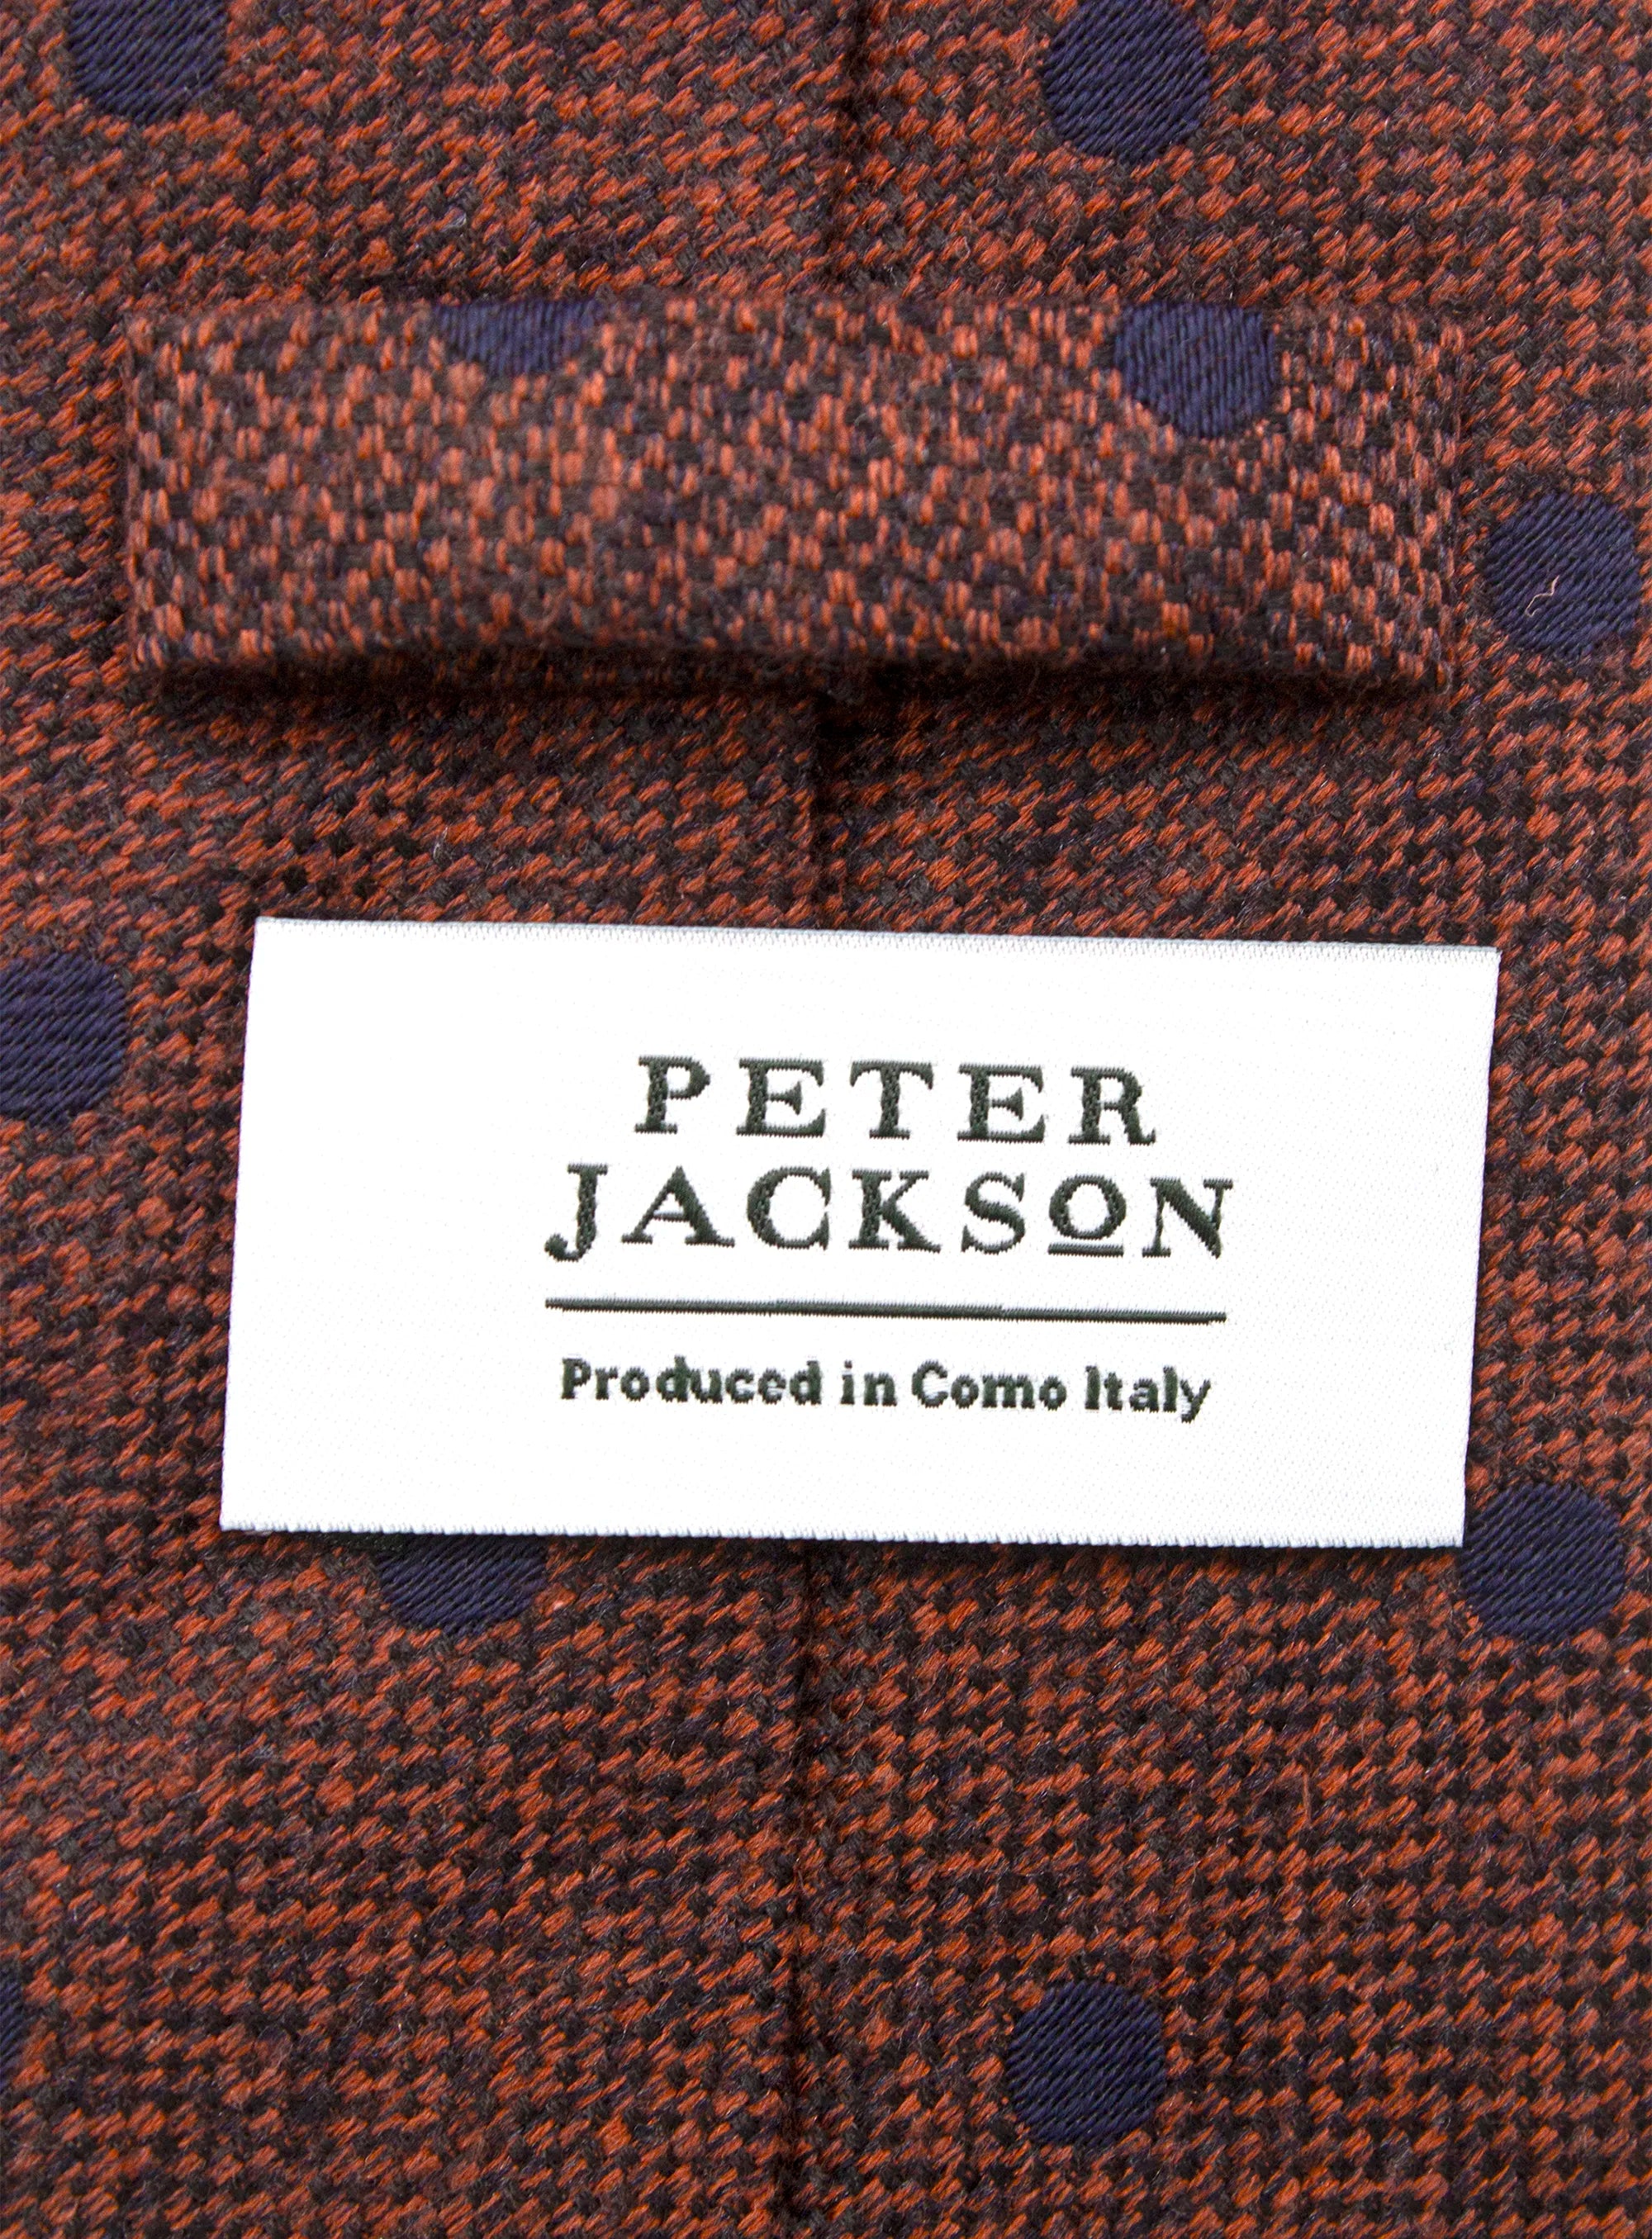 PETER
JACKSON
Produced in Como Italy